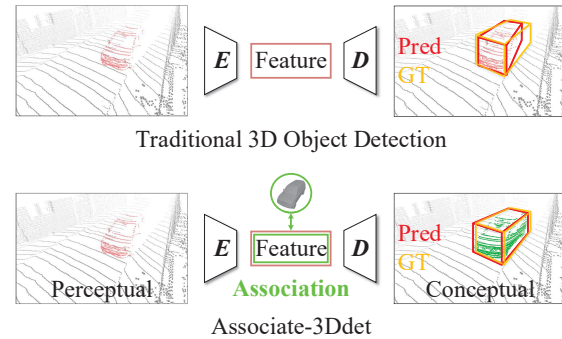 E Feature D Pred
GT
Traditional 3D Object Detection
E Feature D Pred
GT
Perceptual Association Conceptual
Associate-3Ddet